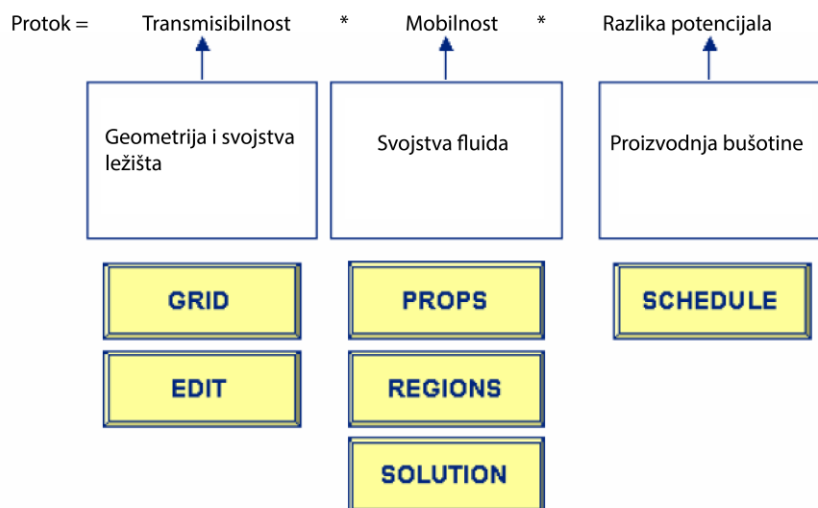 Protok = Transmisibilnost * Mobilnost * Razlika potencijala
Geometrija i svojstva
ležišta
Svojstva fluida
Proizvodnja bušotine
GRID
PROPS
SCHEDULE
EDIT
REGIONS
SOLUTION